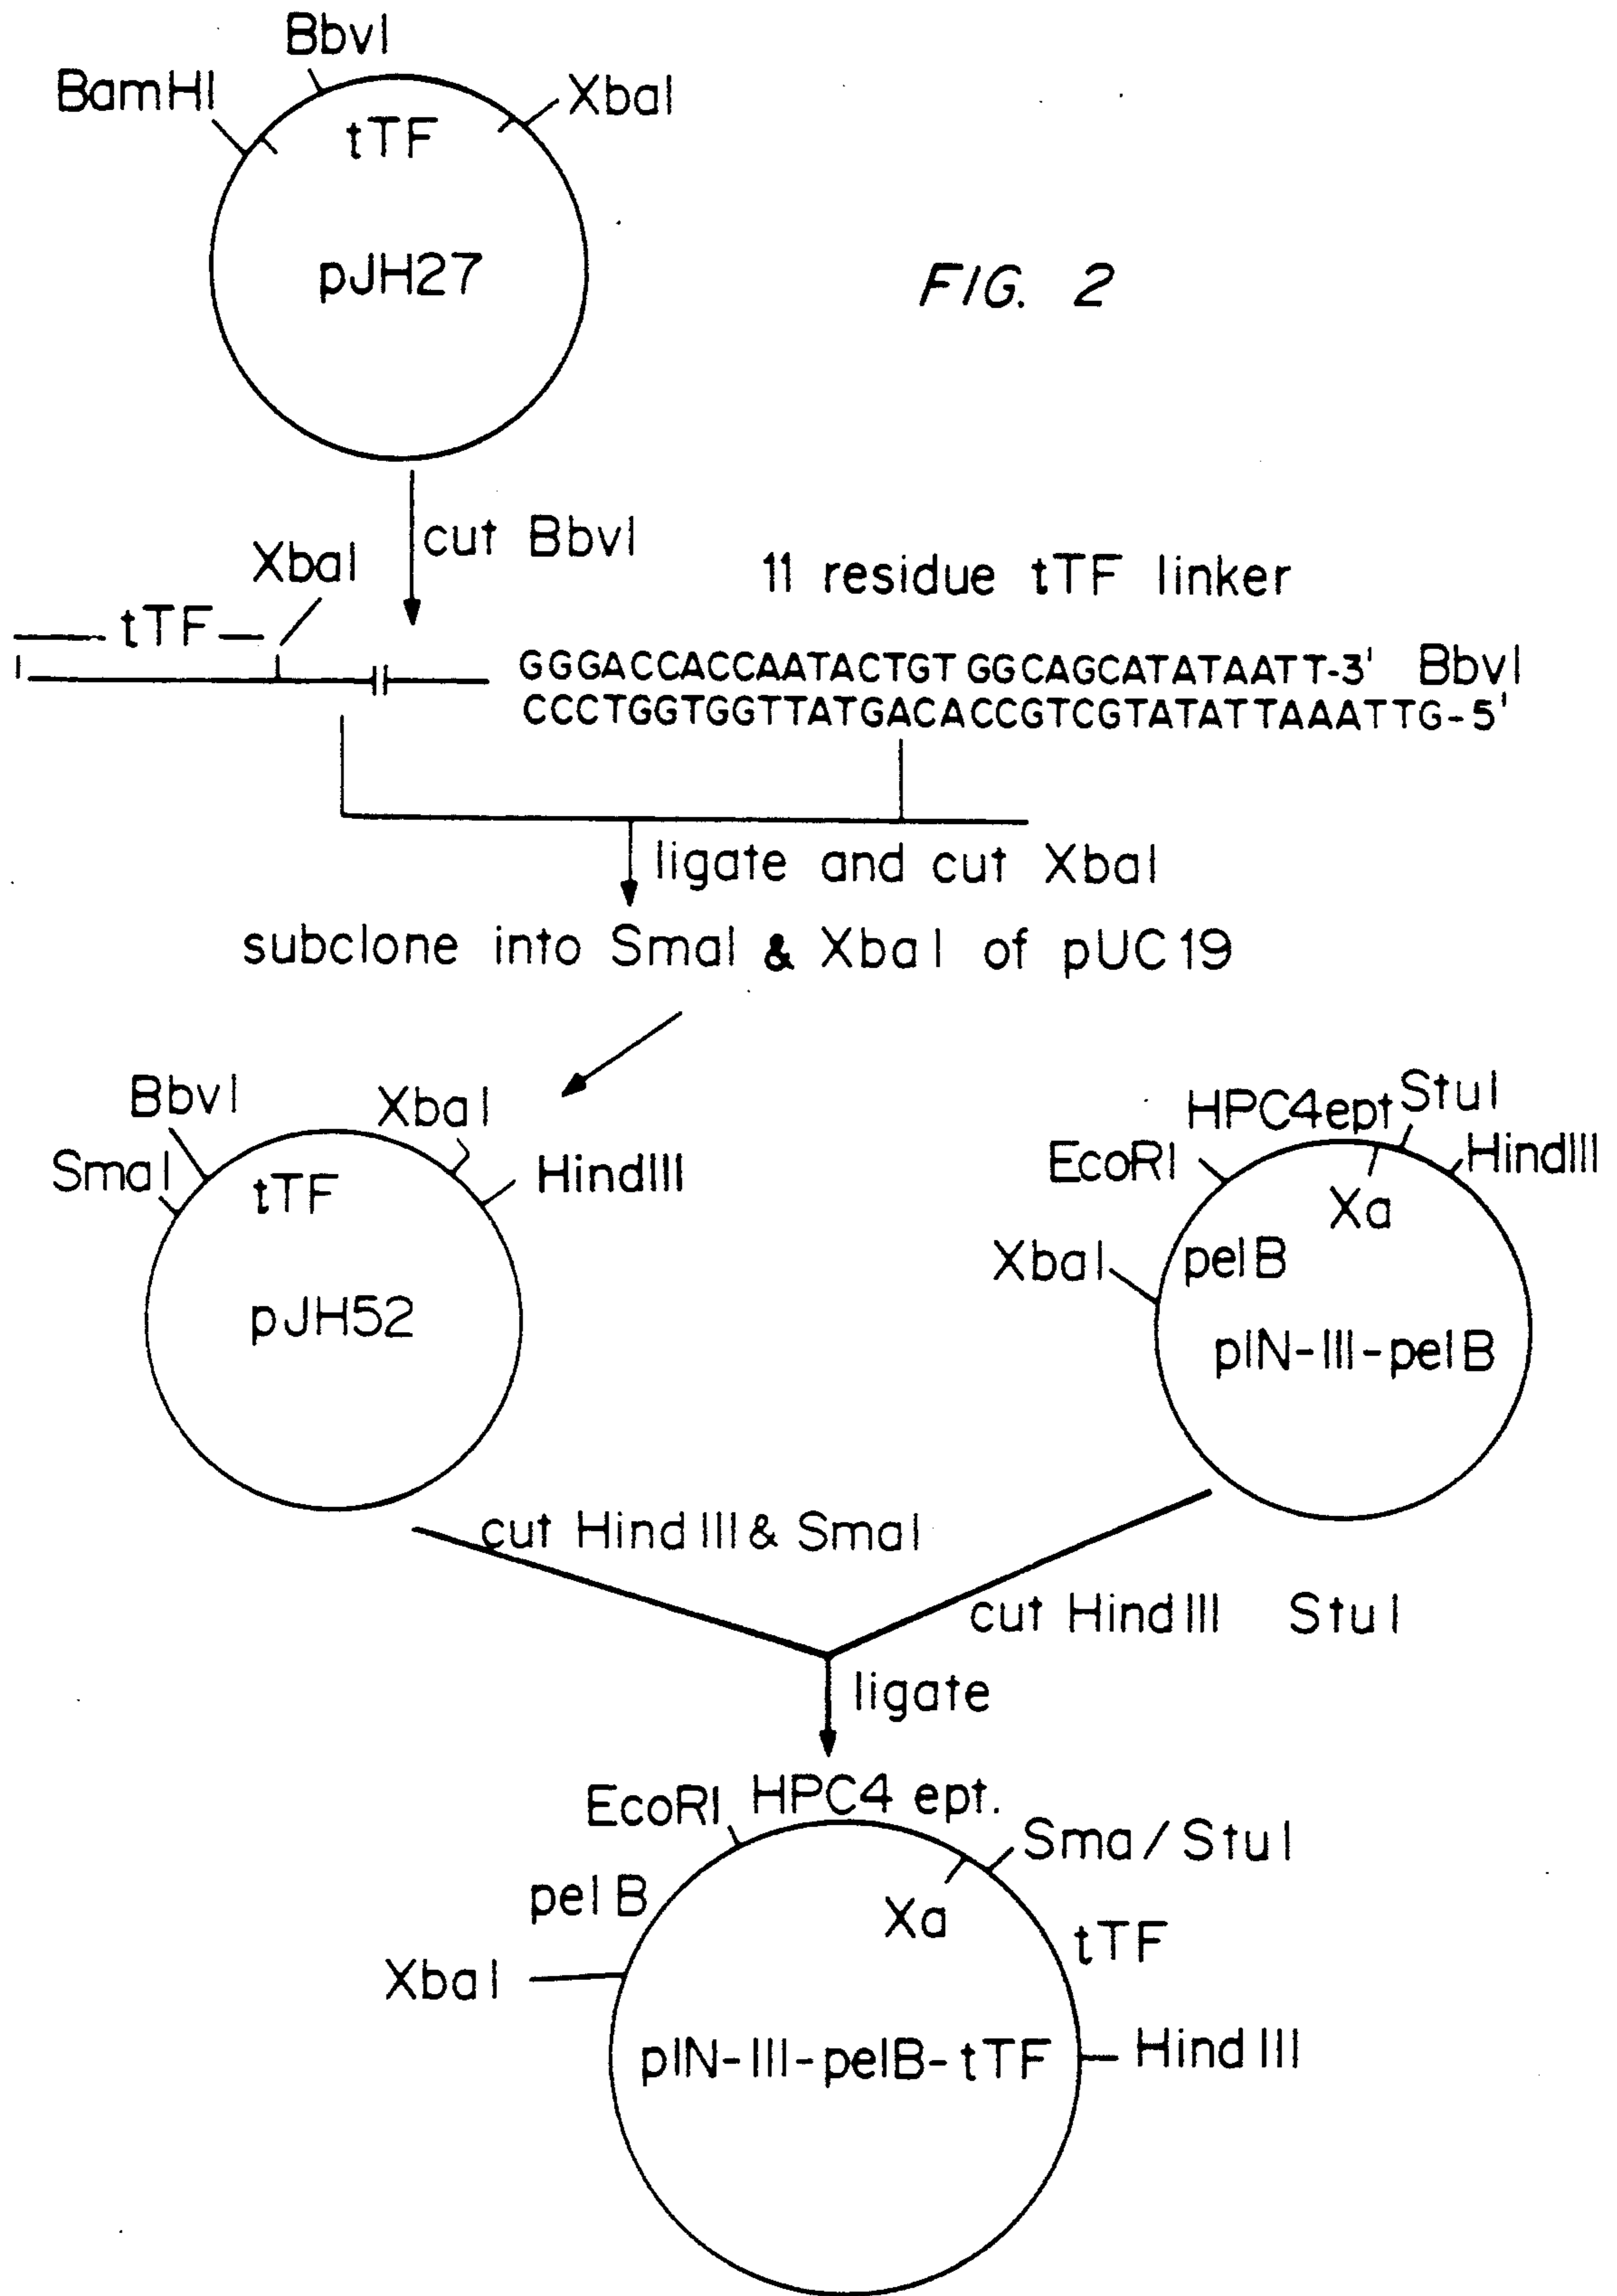 BbvI
BamHI
XbaI
tTF
pJH27
FIG. 2
cut BbvI
XbaI
11 residue tTF linker
tTF
GGGACCACCAATACTGT GGCAGCATATAATT-3' BbvI
CCCTGGTGGTTATGACACCGTCGTATATTAAATTG-5'
ligate and cut XbaI
subclone into SmaI & XbaI of pUC19
BbvI
XbaI
SmaI
tTF
HindIII
pJH52
HPC4ept
StuI
EcoRI
HindIII
Xa
XbaI
pelB
pIN-III-pelB
cut HindIII & SmaI
cut HindIII StuI
ligate
EcoRI
HPC4 ept.
Sma/StuI
pelB
Xa
tTF
XbaI
pIN-III-pelB-tTF
HindIII